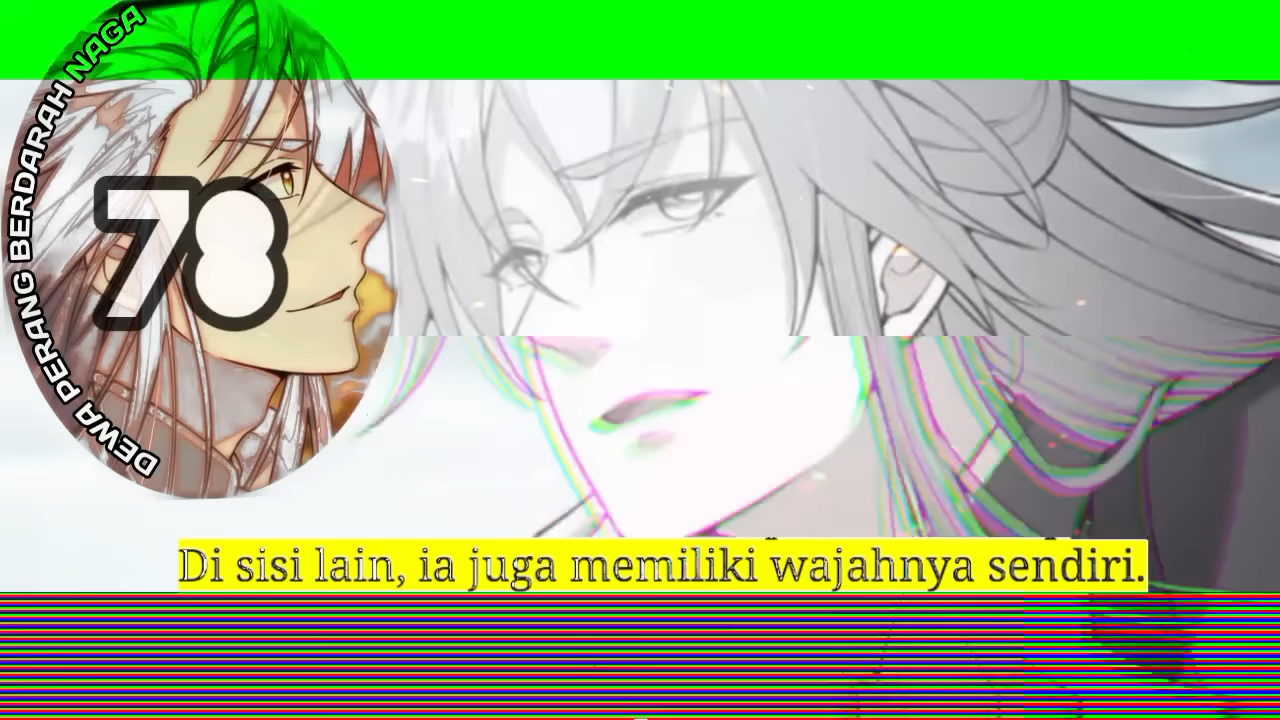 DEWA PERANG BERDARAH NAGA
78
Di sisi lain, ia juga memiliki wajahnya sendiri.